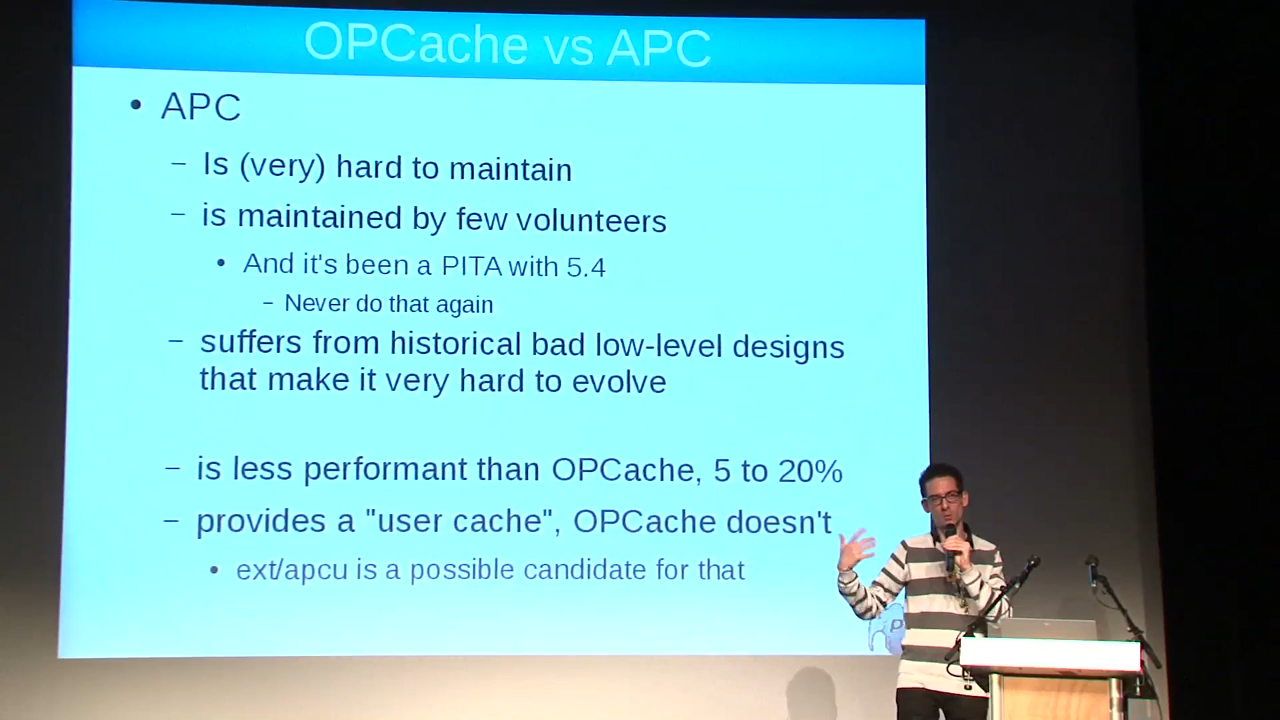 OPCache vs APC
• APC
– Is (very) hard to maintain
– is maintained by few volunteers
• And it's been a PITA with 5.4
– Never do that again
– suffers from historical bad low-level designs
that make it very hard to evolve
– is less performant than OPCache, 5 to 20%
– provides a "user cache", OPCache doesn't
• ext/apcu is a possible candidate for that